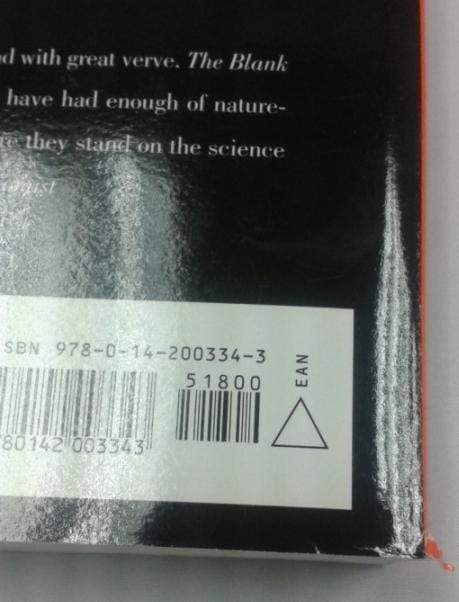 d with great verve. The Blank
have had enough of nature-
re they stand on the science
SBN 978-0-14-200334-3
51800
EAN
80142 003343